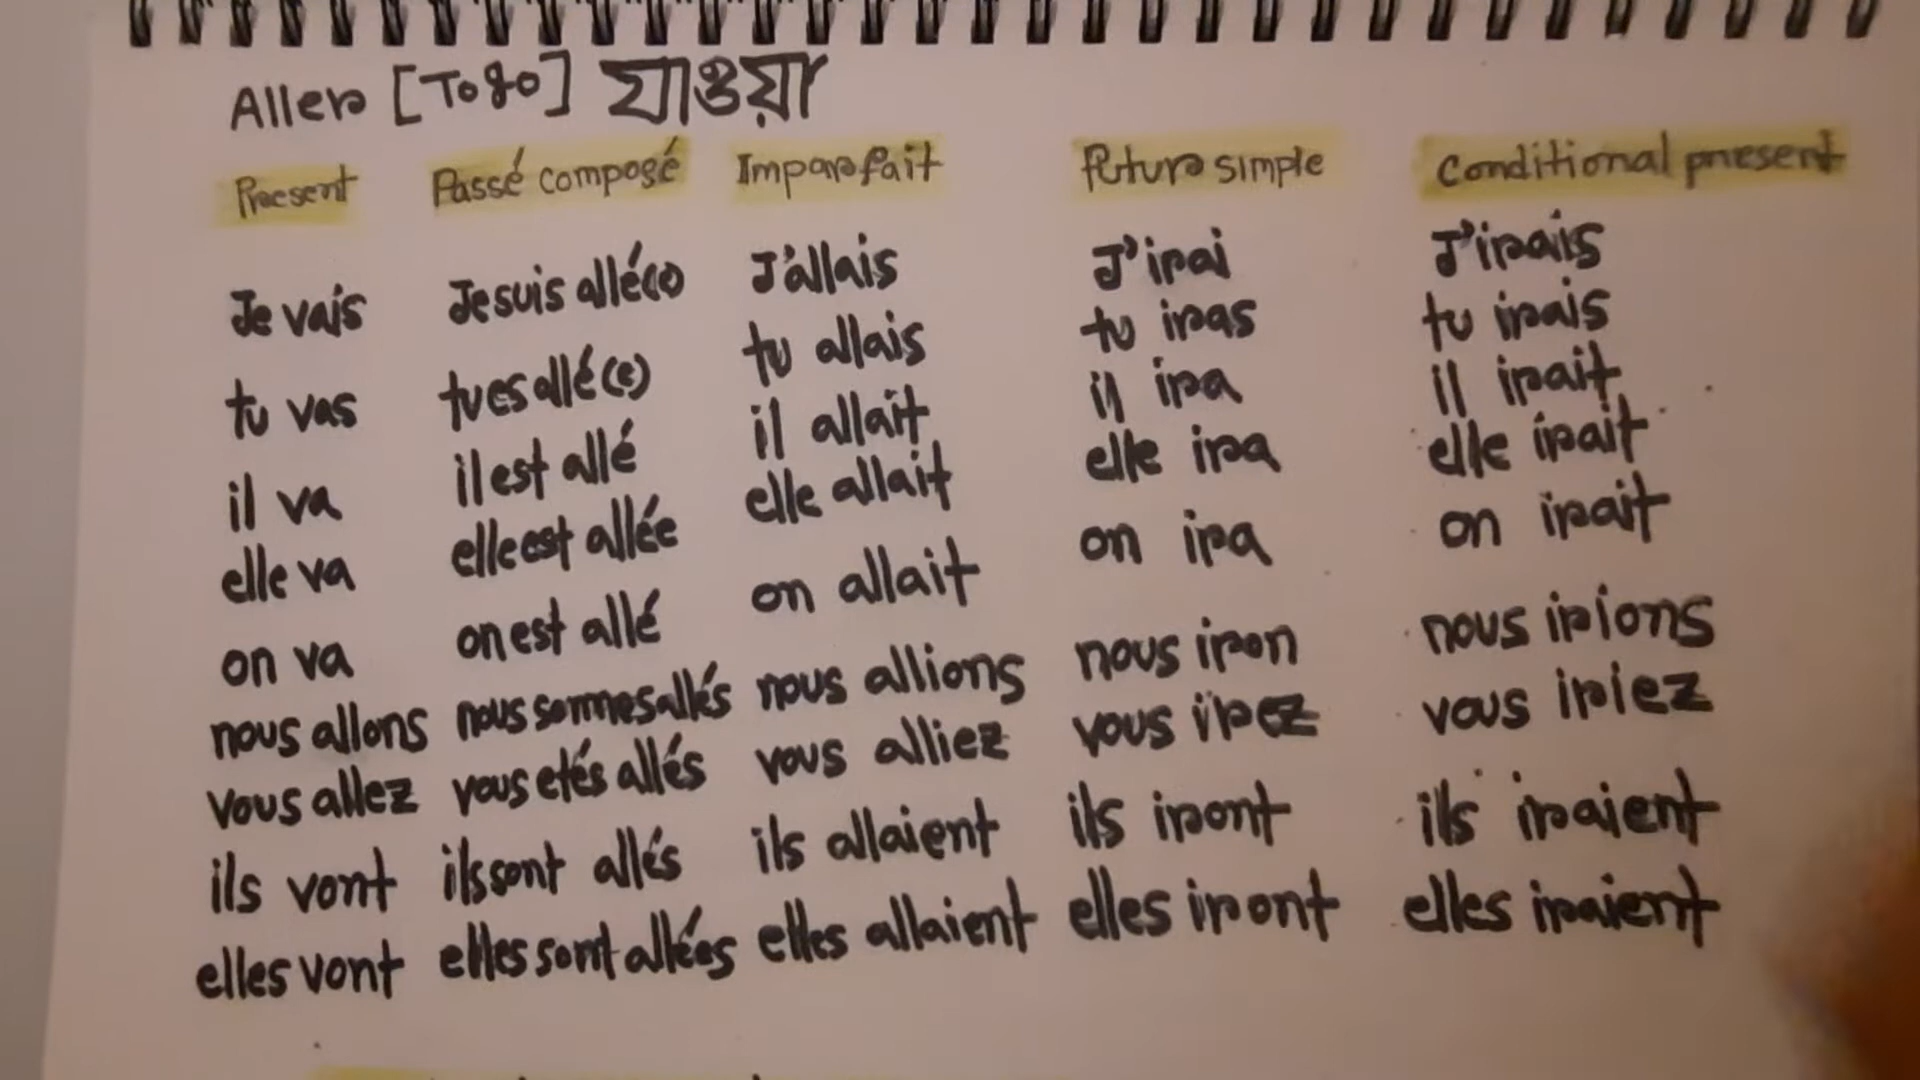 Aller [To go] যাওয়া
Present Passé composé Imparfait futur simple Conditional present
Je vais Je suis allé(e) J'allais J'irai J'irais
tu vas tu es allé(e) tu allais tu iras tu irais
il va il est allé il allait il ira il irait
elle va elle est allée elle allait elle ira elle irait
on va on est allé on allait on ira on irait
nous allons nous sommes allés nous allions nous iron nous irions
vous allez vous etés allés vous alliez vous irez vous iriez
ils vont ils sont allés ils allaient ils iront ils iraient
elles vont elles sont allées elles allaient elles iront elles iraient